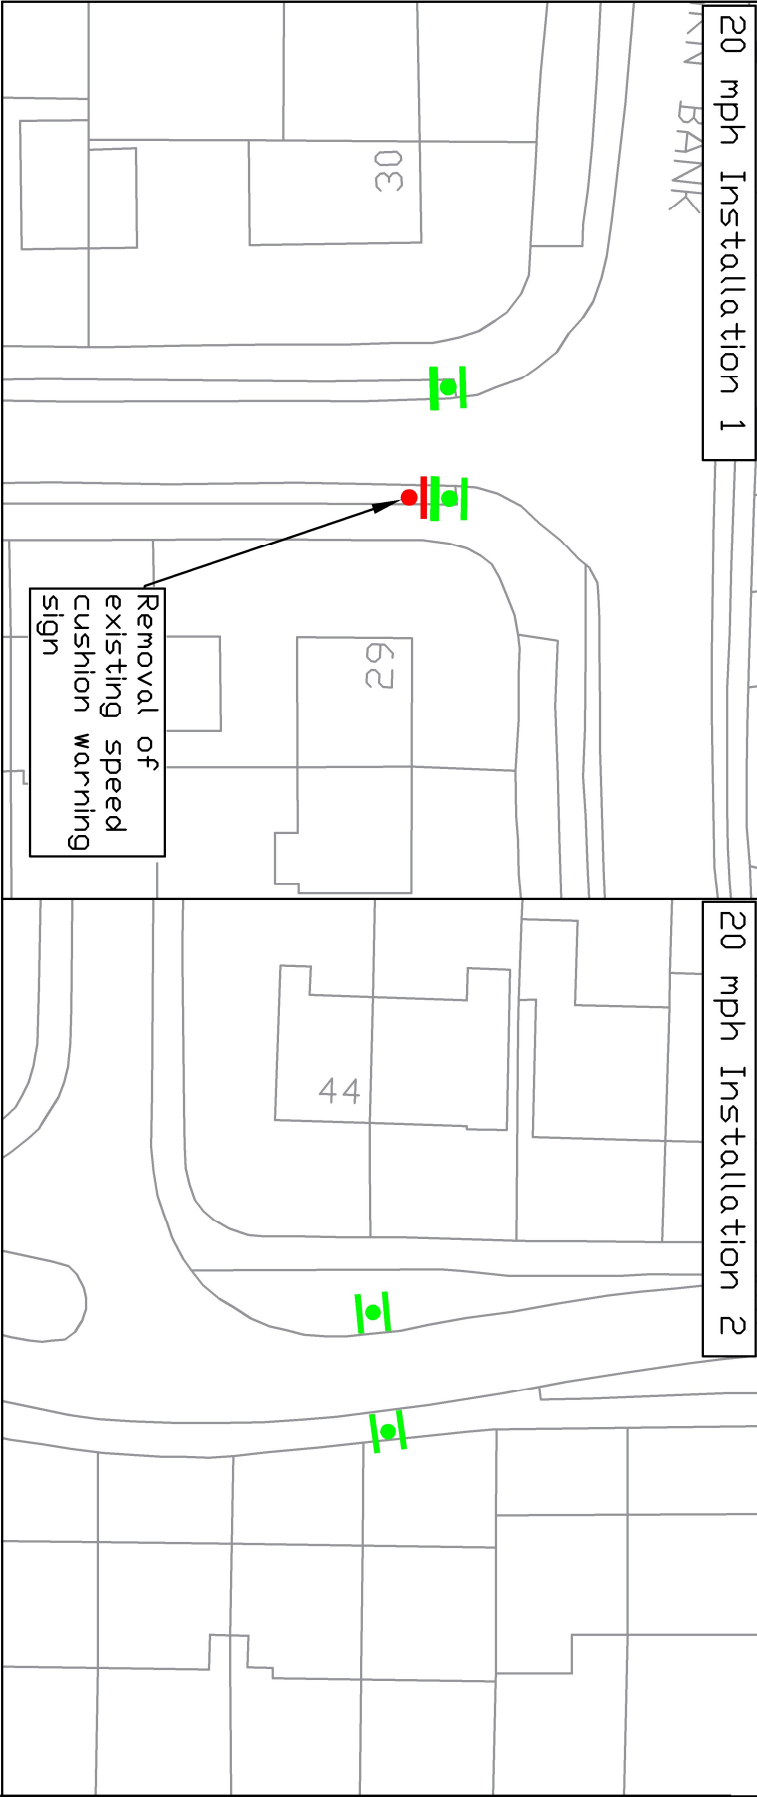 20 mph Installation 1
BANK
30
29
Removal of
existing speed
cushion warning
sign
20 mph Installation 2
44